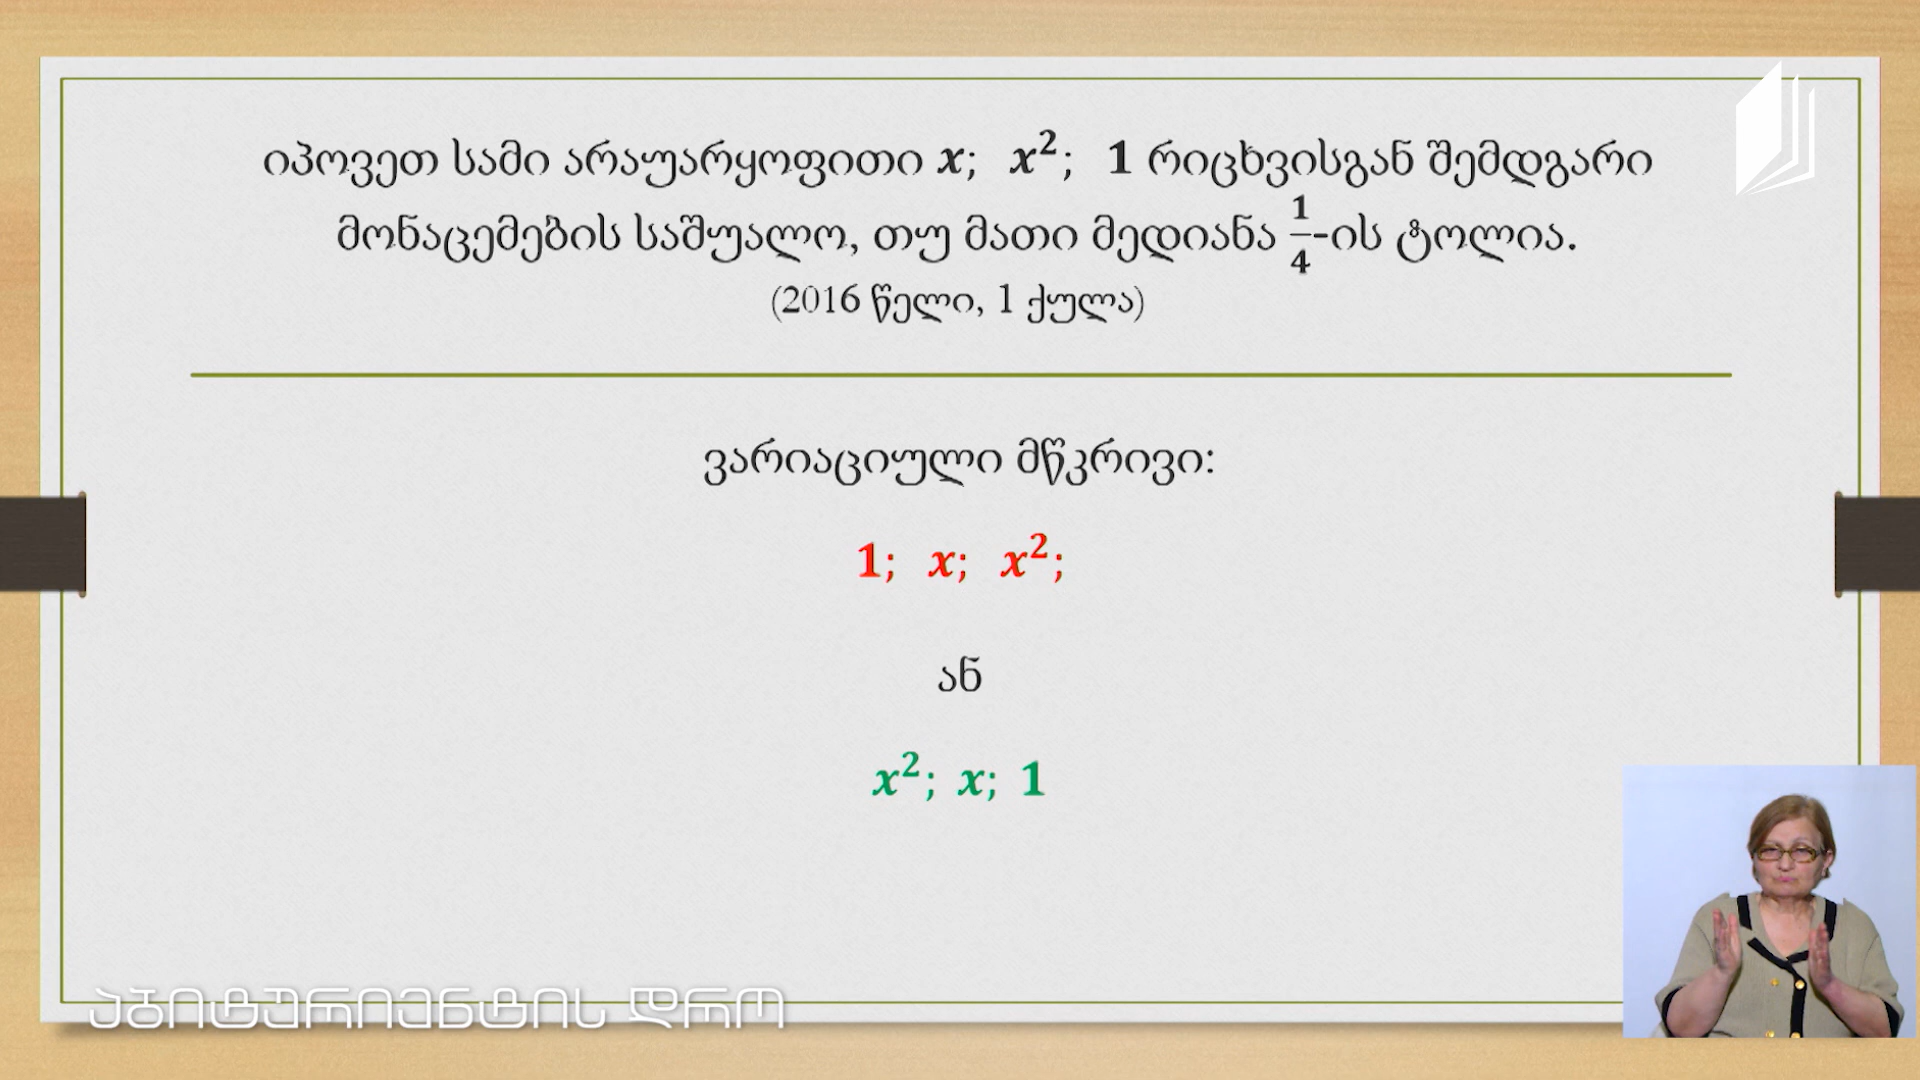 იპოვეთ სამი არაუარყოფითი x; x²; 1 რიცხვისგან შემდგარი
მონაცემების საშუალო, თუ მათი მედიანა 1/4-ის ტოლია.
(2016 წელი, 1 ქულა)
ვარიაციული მწკრივი:
1; x; x²;
ან
x²; x; 1
აბიტურიენტის დრო